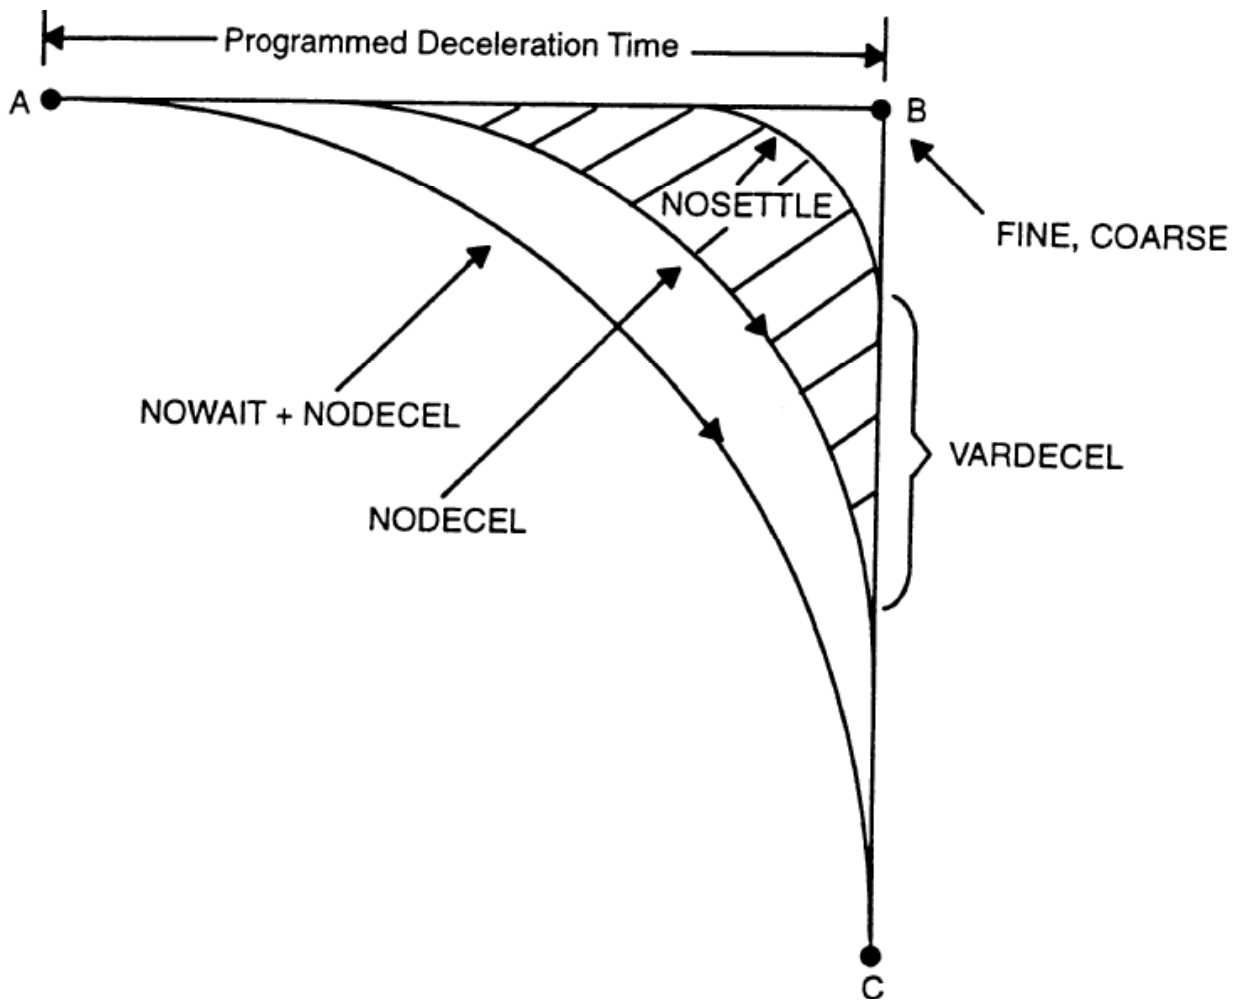 Programmed Deceleration Time
A
B
NOSETTLE
FINE, COARSE
NOWAIT + NODECEL
VARDECEL
NODECEL
C